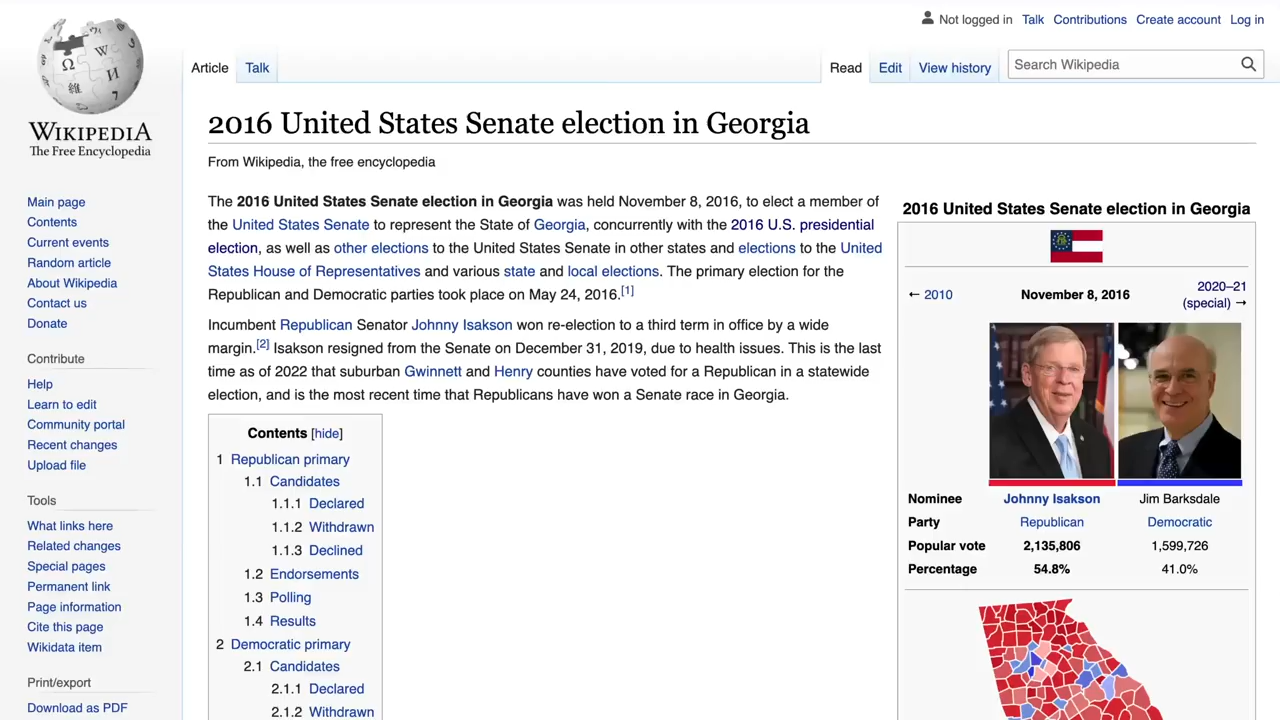 Not logged in Talk Contributions Create account Log in
Article Talk Read Edit View history Search Wikipedia
WIKIPEDIA
The Free Encyclopedia
Main page
Contents
Current events
Random article
About Wikipedia
Contact us
Donate
Contribute
Help
Learn to edit
Community portal
Recent changes
Upload file
Tools
What links here
Related changes
Special pages
Permanent link
Page information
Cite this page
Wikidata item
Print/export
Download as PDF
2016 United States Senate election in Georgia
From Wikipedia, the free encyclopedia
The 2016 United States Senate election in Georgia was held November 8, 2016, to elect a member of
the United States Senate to represent the State of Georgia, concurrently with the 2016 U.S. presidential
election, as well as other elections to the United States Senate in other states and elections to the United
States House of Representatives and various state and local elections. The primary election for the
Republican and Democratic parties took place on May 24, 2016.[1]
Incumbent Republican Senator Johnny Isakson won re-election to a third term in office by a wide
margin.[2] Isakson resigned from the Senate on December 31, 2019, due to health issues. This is the last
time as of 2022 that suburban Gwinnett and Henry counties have voted for a Republican in a statewide
election, and is the most recent time that Republicans have won a Senate race in Georgia.
Contents [hide]
1 Republican primary
1.1 Candidates
1.1.1 Declared
1.1.2 Withdrawn
1.1.3 Declined
1.2 Endorsements
1.3 Polling
1.4 Results
2 Democratic primary
2.1 Candidates
2.1.1 Declared
2.1.2 Withdrawn
2016 United States Senate election in Georgia
← 2010 November 8, 2016 2020–21
(special) →
Nominee Johnny Isakson Jim Barksdale
Party Republican Democratic
Popular vote 2,135,806 1,599,726
Percentage 54.8% 41.0%